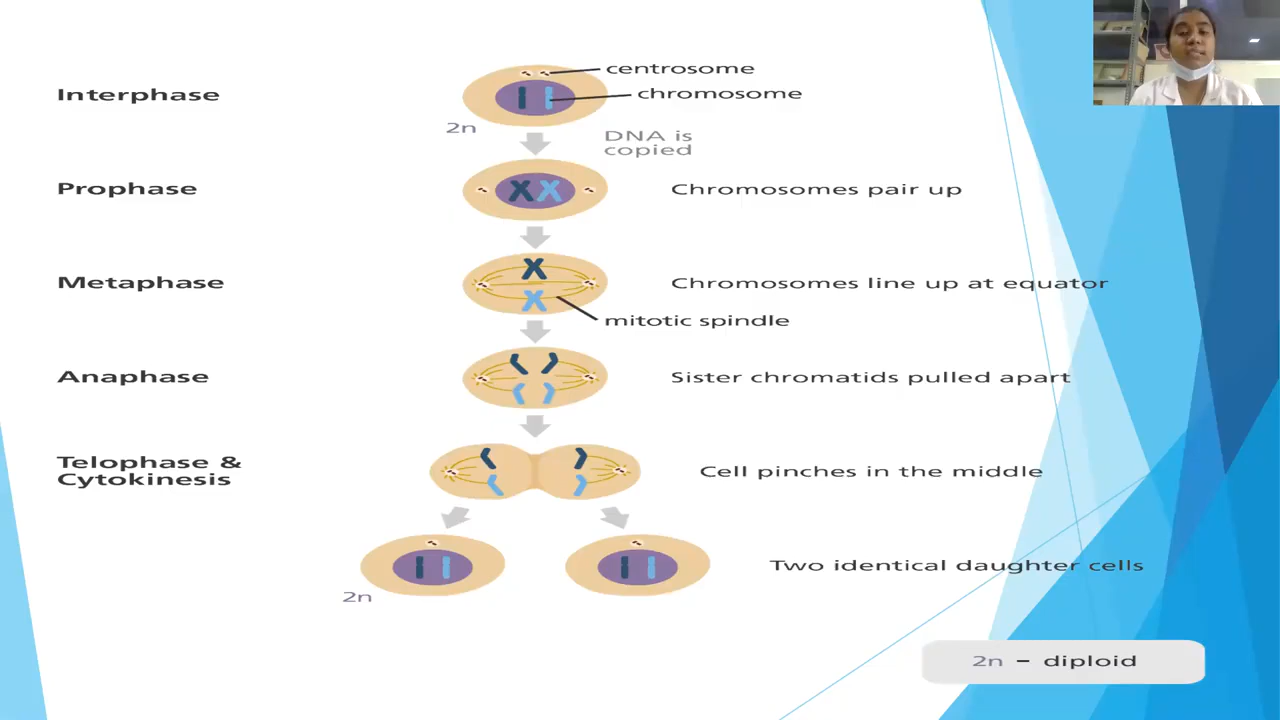 Interphase
centrosome
chromosome
2n
DNA is
copied
Prophase
Chromosomes pair up
Metaphase
Chromosomes line up at equator
mitotic spindle
Anaphase
Sister chromatids pulled apart
Telophase &
Cytokinesis
Cell pinches in the middle
Two identical daughter cells
2n
2n – diploid